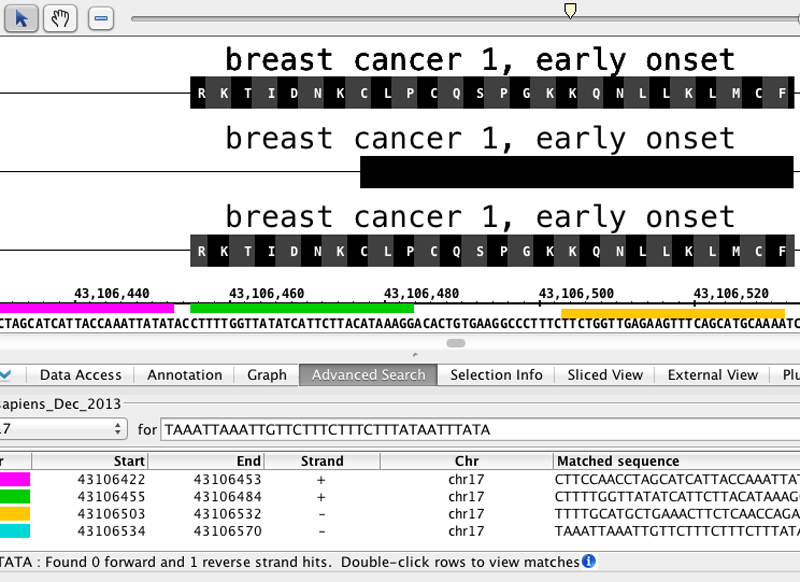 breast cancer 1, early onset
R K T I D N K C L P C Q S P G K K Q N L L K L M C F
breast cancer 1, early onset
breast cancer 1, early onset
R K T I D N K C L P C Q S P G K K Q N L L K L M C F
43,106,440 43,106,460 43,106,480 43,106,500 43,106,520
CTAGCATCATTACCAAATTATATACCTTTTGGTTATATCATTCTTACATAAAGGACACTGTGAAGGCCCTTTCTTCTGGTTGAGAAGTTTCAGCATGCAAAATC
Data Access Annotation Graph Advanced Search Selection Info Sliced View External View Plu
sapiens_Dec_2013
17 for TAAATTAAATTGTTCTTTCTTTCTTTATAATTTATA
r Start End Strand Chr Matched sequence
43106422 43106453 + chr17 CTTCCAACCTAGCATCATTACCAAATTAT
43106455 43106484 + chr17 CTTTTGGTTATATCATTCTTACATAAAG
43106503 43106532 - chr17 TTTTGCATGCTGAAACTTCTCAACCAGA
43106534 43106570 - chr17 TAAATTAAATTGTTCTTTCTTTCTTTAT
TATA : Found 0 forward and 1 reverse strand hits. Double-click rows to view matches